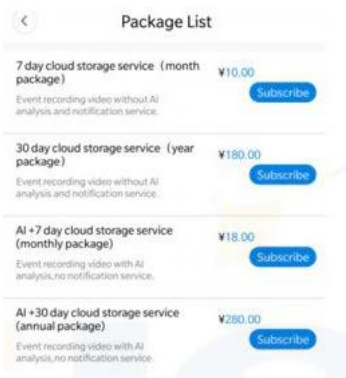 Package List
7 day cloud storage service（month
package）
¥10.00
Event recording video without AI
analysis and notification service.
Subscribe
30 day cloud storage service（year
package）
¥180.00
Event recording video without AI
analysis and notification service.
Subscribe
AI +7 day cloud storage service
(monthly package)
¥18.00
Event recording video with AI
analysis,no notification service.
Subscribe
AI +30 day cloud storage service
(annual package)
¥280.00
Event recording video with AI
analysis,no notification service.
Subscribe